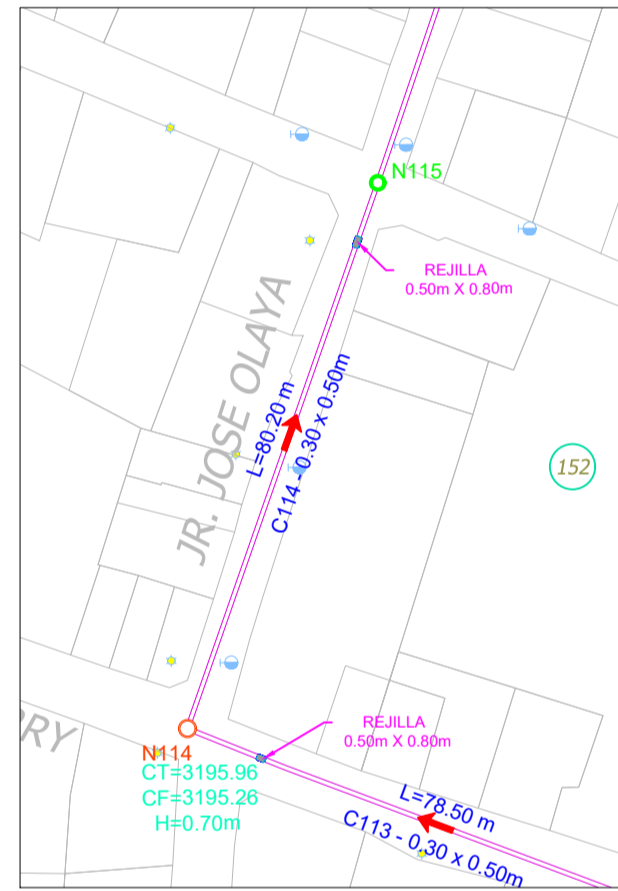 N115
REJILLA
0.50m X 0.80m
JR. JOSE OLAYA
L=80.20 m
C114 - 0.30 x 0.50m
152
RRY
REJILLA
0.50m X 0.80m
N114
CT=3195.96
CF=3195.26
H=0.70m
L=78.50 m
C113 - 0.30 x 0.50m